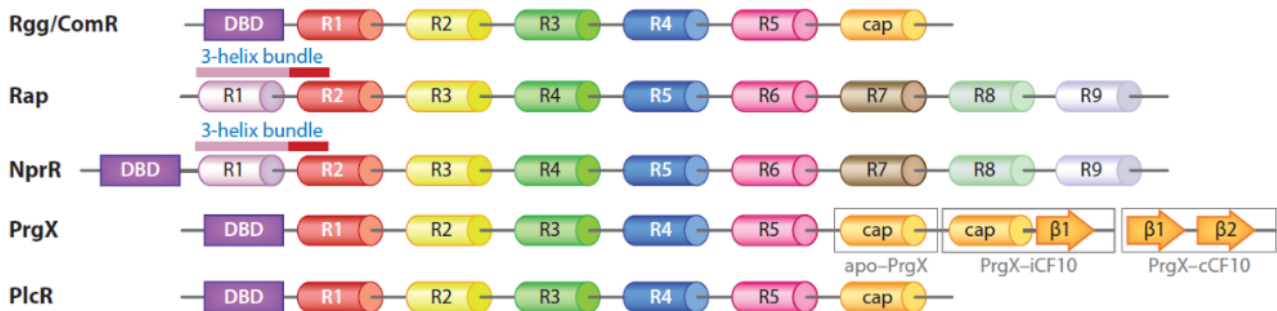 Rgg/ComR DBD R1 R2 R3 R4 R5 cap
3-helix bundle
Rap R1 R2 R3 R4 R5 R6 R7 R8 R9
3-helix bundle
NprR DBD R1 R2 R3 R4 R5 R6 R7 R8 R9
PrgX DBD R1 R2 R3 R4 R5 cap cap β1 β1 β2
apo–PrgX PrgX–iCF10 PrgX–cCF10
PlcR DBD R1 R2 R3 R4 R5 cap